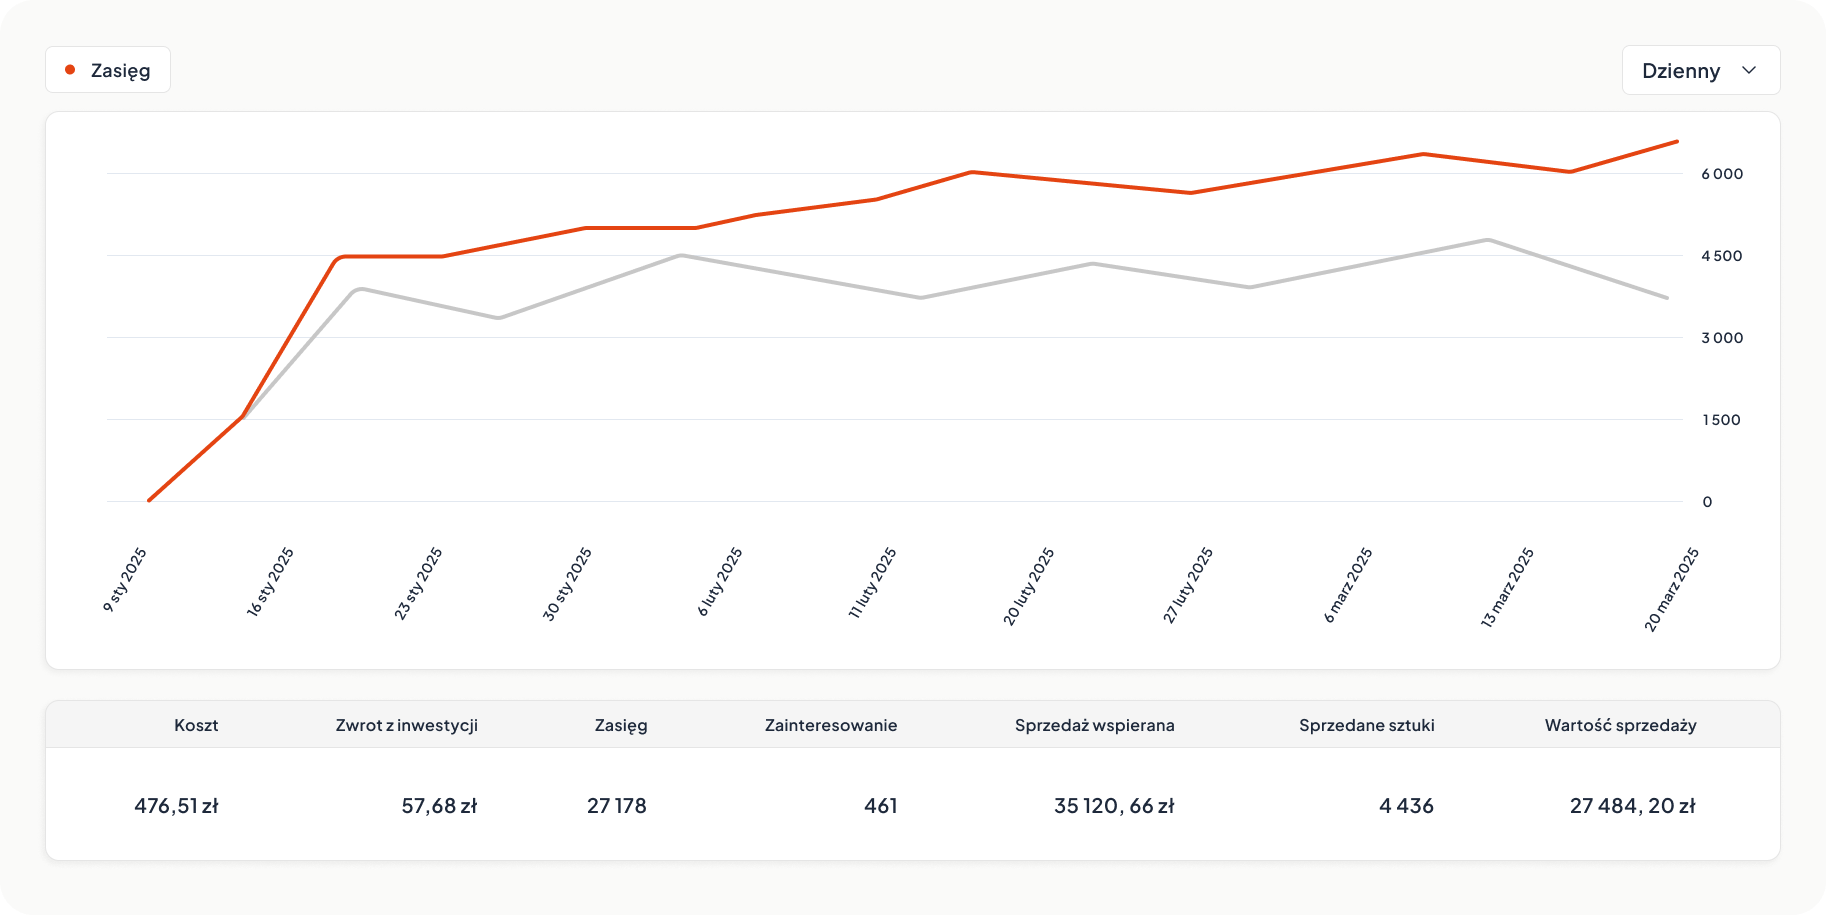 Zasięg
Dzienny
6 000
4 500
3 000
1 500
0
9 sty 2025
16 sty 2025
23 sty 2025
30 sty 2025
6 luty 2025
11 luty 2025
20 luty 2025
27 luty 2025
6 marz 2025
13 marz 2025
20 marz 2025
Koszt Zwrot z inwestycji Zasięg Zainteresowanie Sprzedaż wspierana Sprzedane sztuki Wartość sprzedaży
476,51 zł 57,68 zł 27 178 461 35 120, 66 zł 4 436 27 484, 20 zł